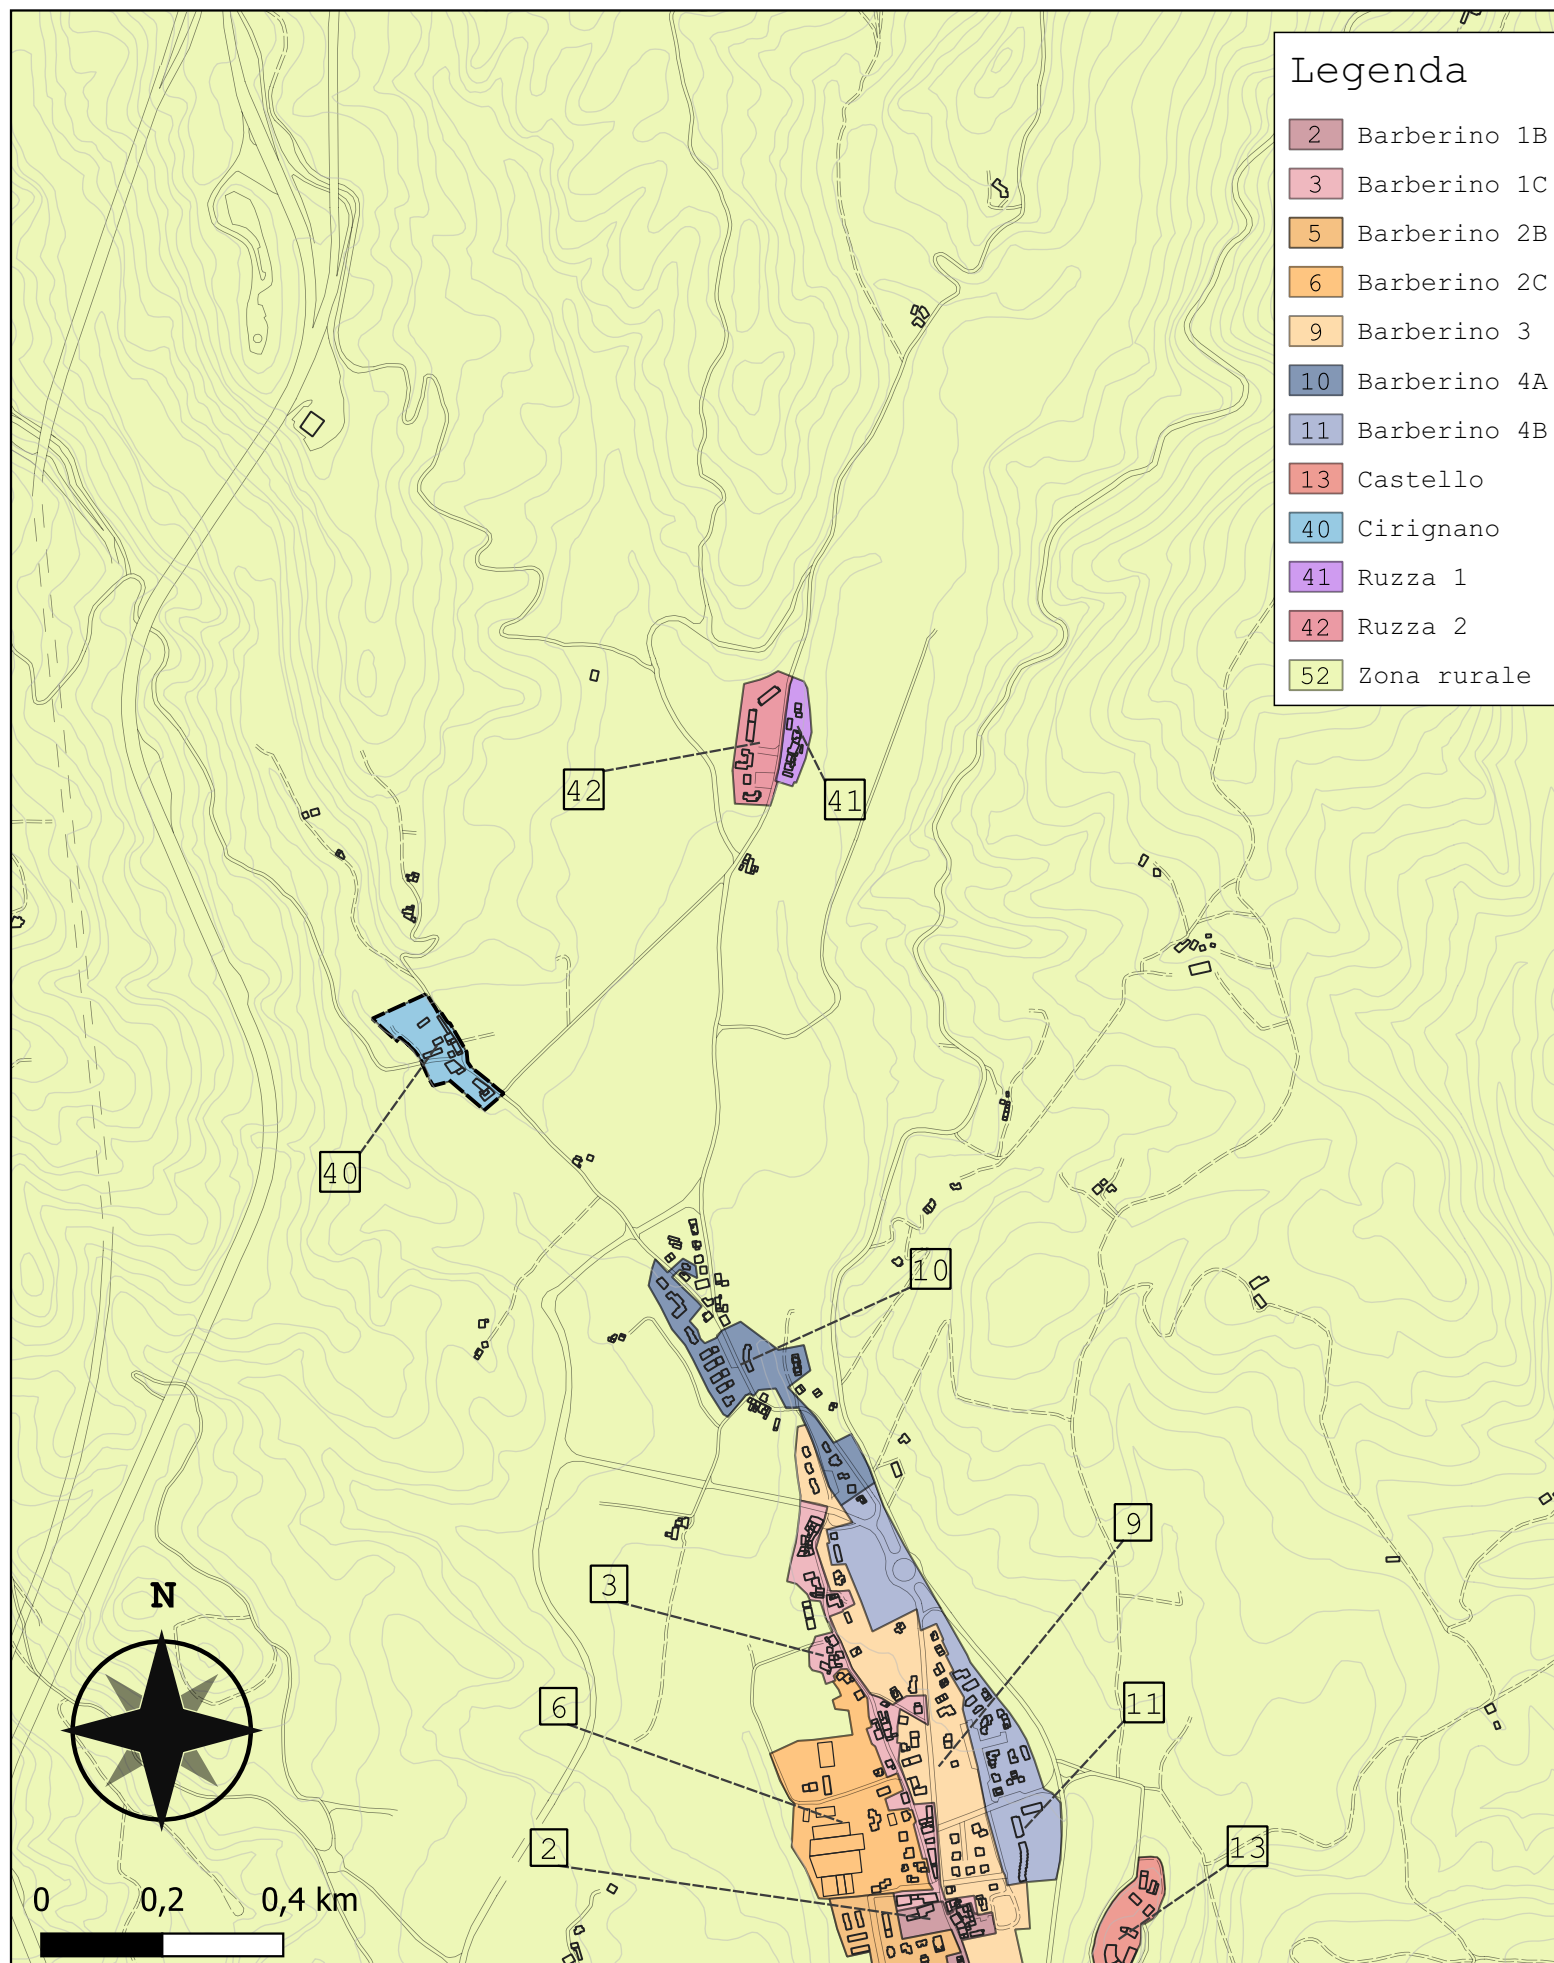 Legenda
2 Barberino 1B
3 Barberino 1C
5 Barberino 2B
6 Barberino 2C
9 Barberino 3
10 Barberino 4A
11 Barberino 4B
13 Castello
40 Cirignano
41 Ruzza 1
42 Ruzza 2
52 Zona rurale
42
41
40
10
9
3
N
6
11
2
13
0 0,2 0,4 km